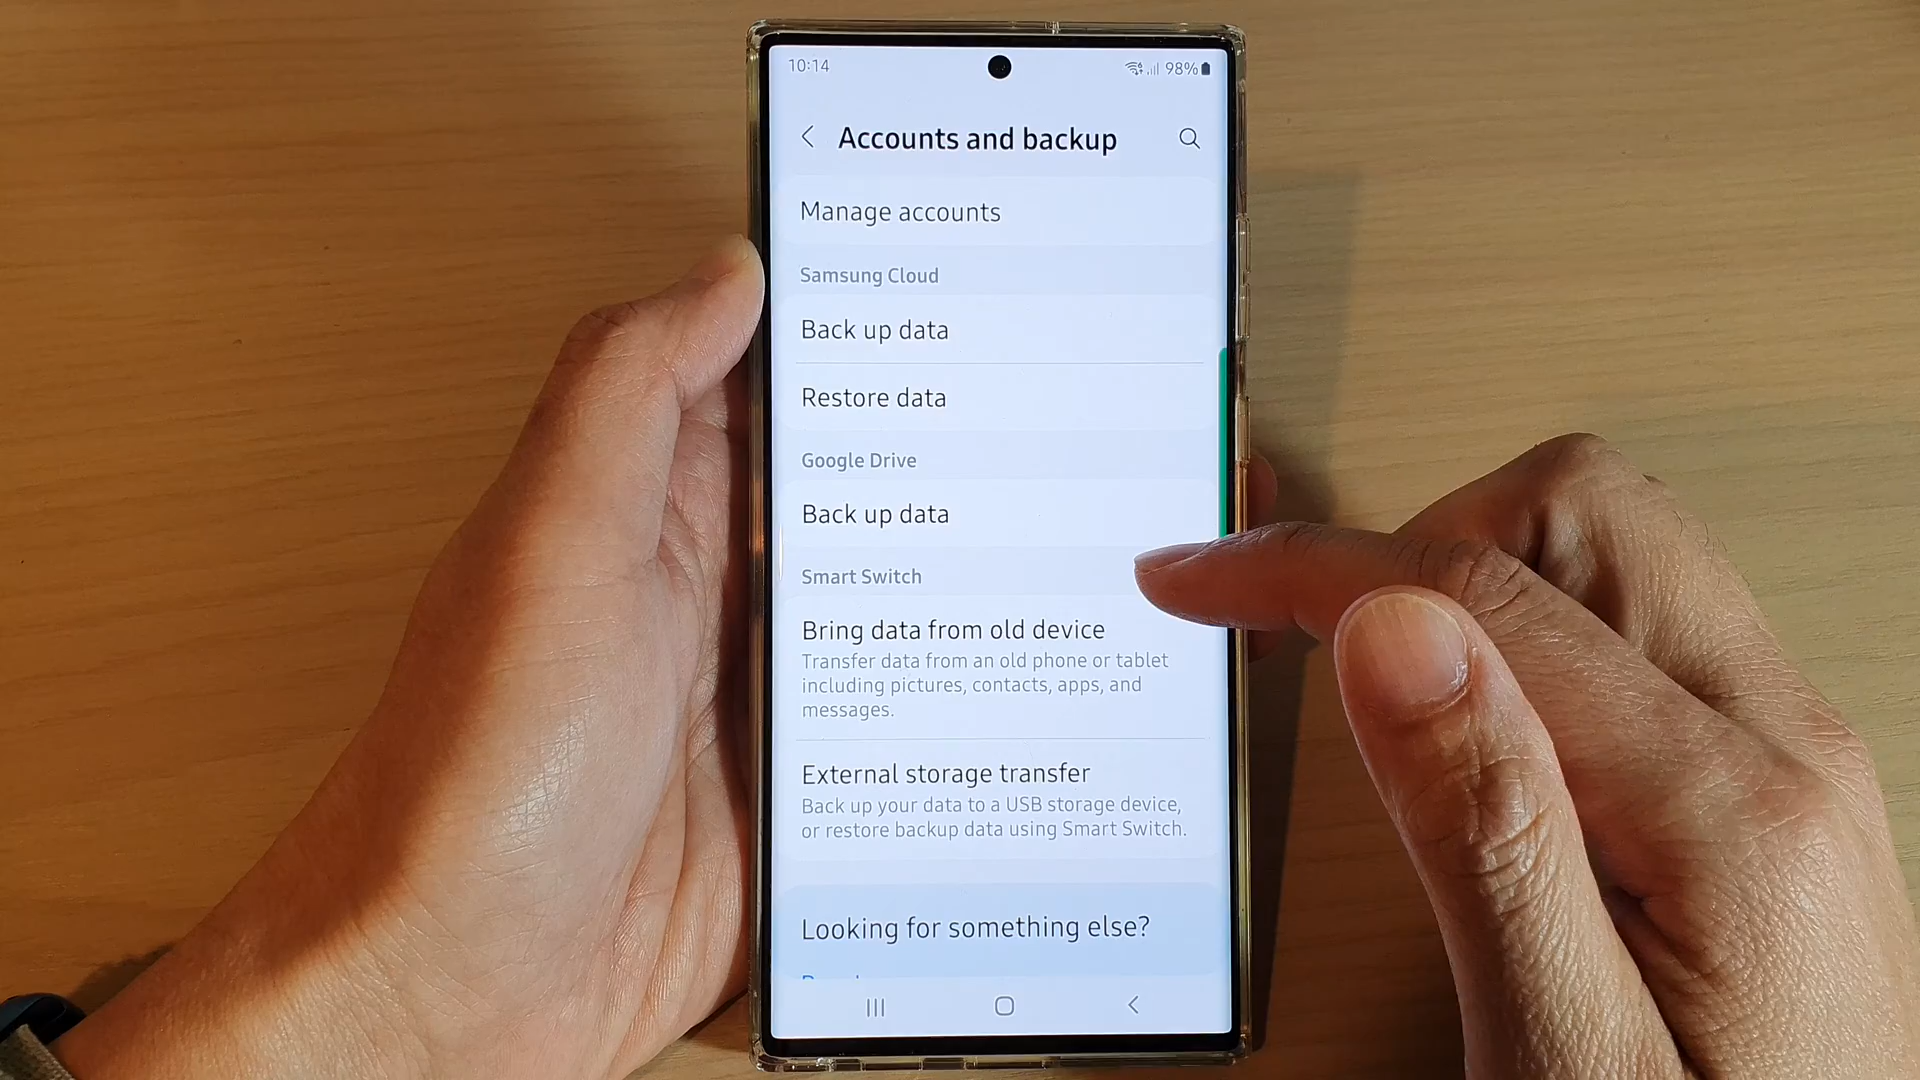 10:14
98%
Accounts and backup
Manage accounts
Samsung Cloud
Back up data
Restore data
Google Drive
Back up data
Smart Switch
Bring data from old device
Transfer data from an old phone or tablet
including pictures, contacts, apps, and
messages.
External storage transfer
Back up your data to a USB storage device,
or restore backup data using Smart Switch.
Looking for something else?